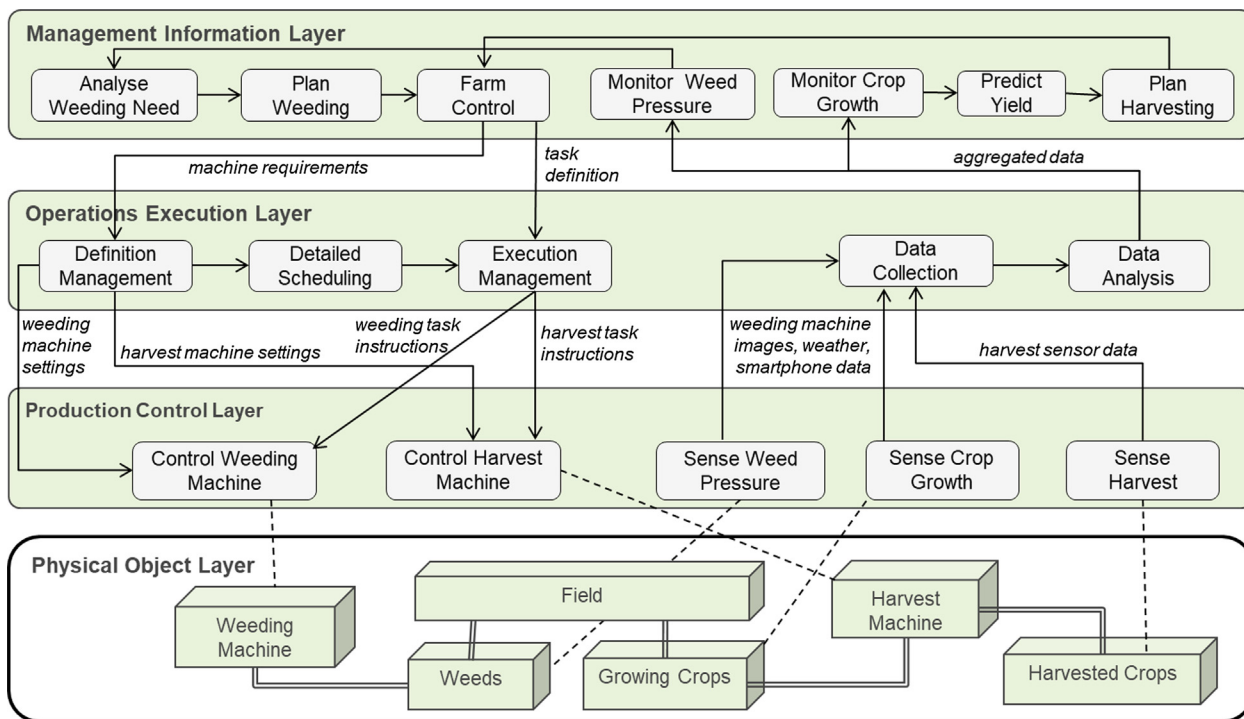 Management Information Layer
Analyse
Weeding Need
Plan
Weeding
Farm
Control
Monitor Weed
Pressure
Monitor Crop
Growth
Predict
Yield
Plan
Harvesting
machine requirements
task
definition
aggregated data
Operations Execution Layer
Definition
Management
Detailed
Scheduling
Execution
Management
Data
Collection
Data
Analysis
weeding
machine
settings
harvest machine settings
weeding task
instructions
harvest task
instructions
weeding machine
images, weather,
smartphone data
harvest sensor data
Production Control Layer
Control Weeding
Machine
Control Harvest
Machine
Sense Weed
Pressure
Sense Crop
Growth
Sense
Harvest
Physical Object Layer
Weeding
Machine
Field
Weeds
Growing Crops
Harvest
Machine
Harvested Crops